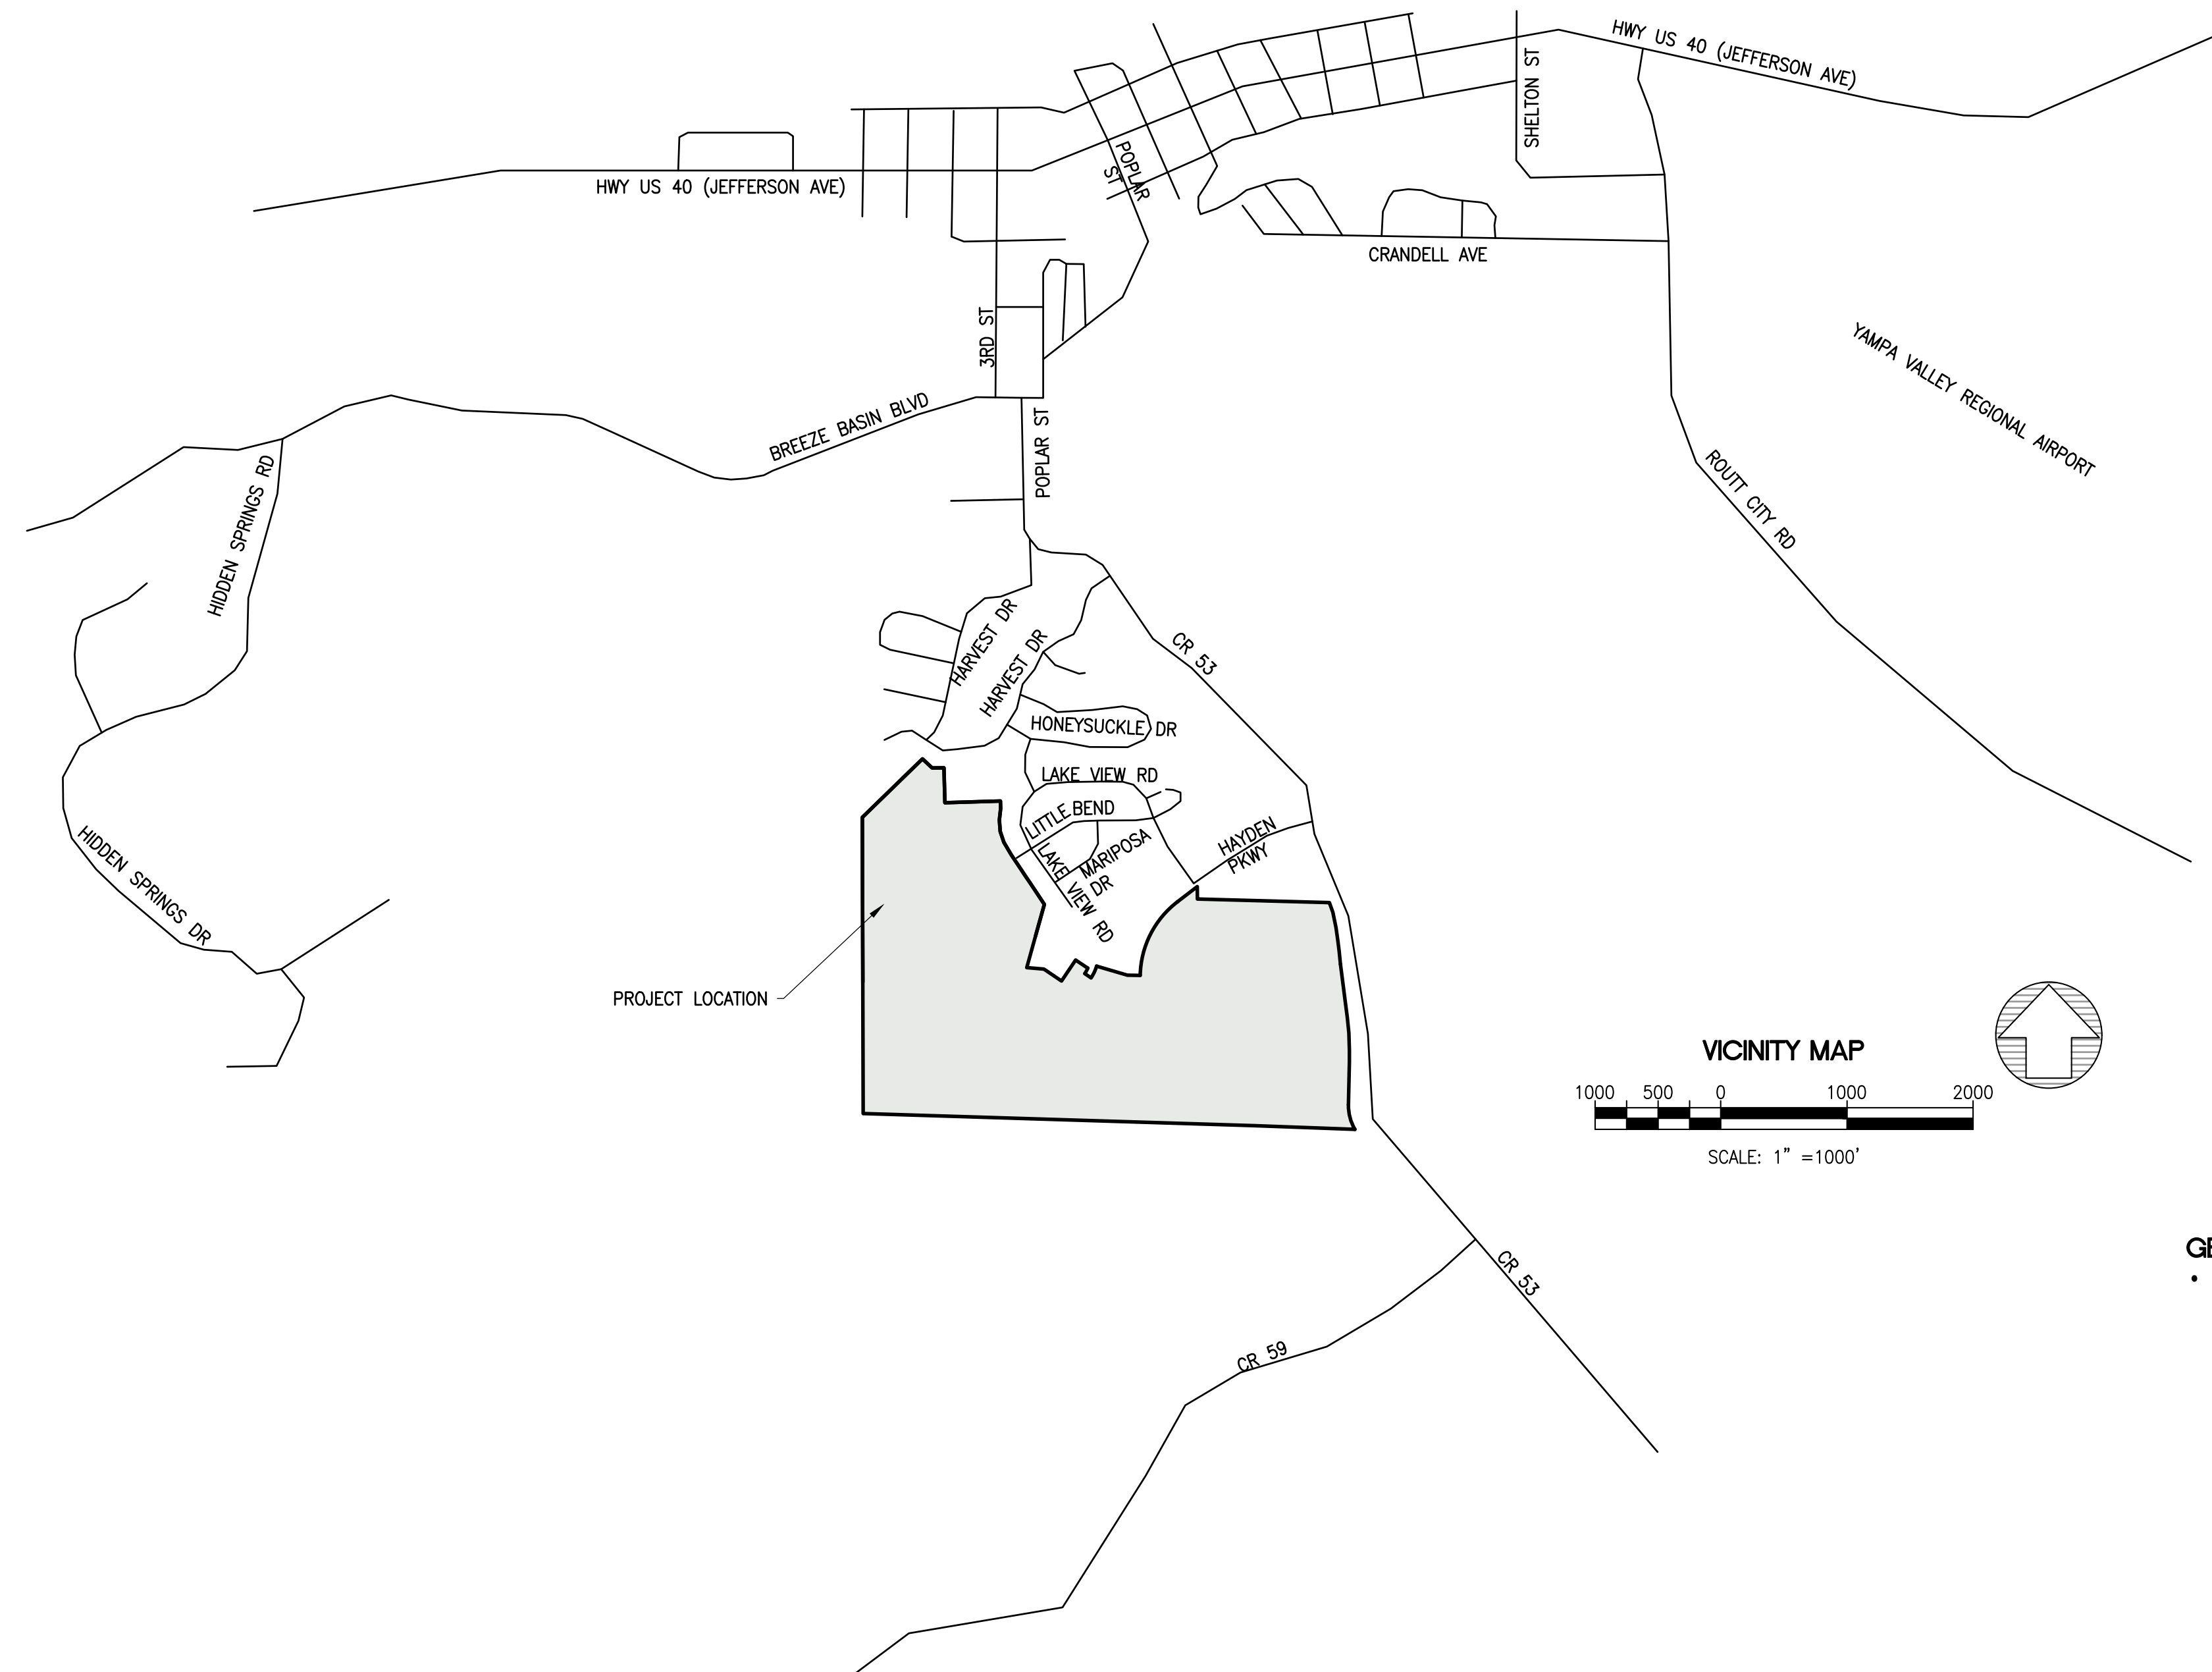 HWY US 40 (JEFFERSON AVE)
SHELTON ST
HWY US 40 (JEFFERSON AVE)
POPLAR
ST
CRANDELL AVE
3RD ST
YAMPA VALLEY REGIONAL AIRPORT
BREEZE BASIN BLVD
POPLAR ST
HIDDEN SPRINGS RD
ROUTT CITY RD
HARVEST DR
HARVEST DR
CR 53
HONEYSUCKLE DR
LAKE VIEW RD
LITTLE BEND
MARIPOSA
DR
HAYDEN
PKWY
LAKE VIEW RD
HIDDEN SPRINGS DR
PROJECT LOCATION
VICINITY MAP
1000 500 0 1000 2000
SCALE: 1" =1000'
CR 53
CR 59